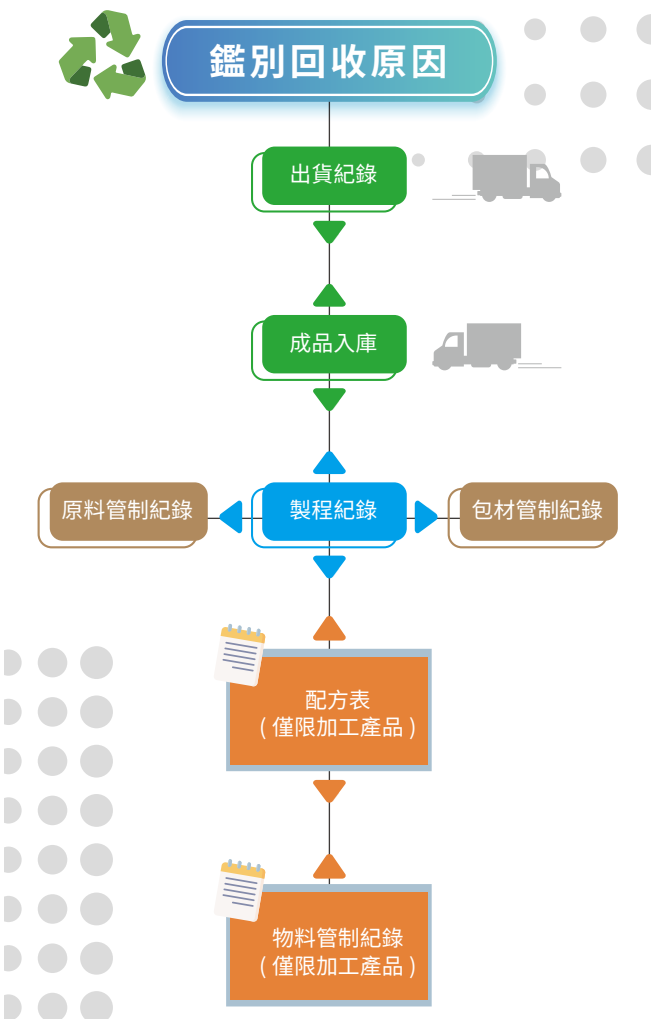 鑑別回收原因
出貨紀錄
成品入庫
原料管制紀錄
製程紀錄
包材管制紀錄
配方表
( 僅限加工產品 )
物料管制紀錄
( 僅限加工產品 )